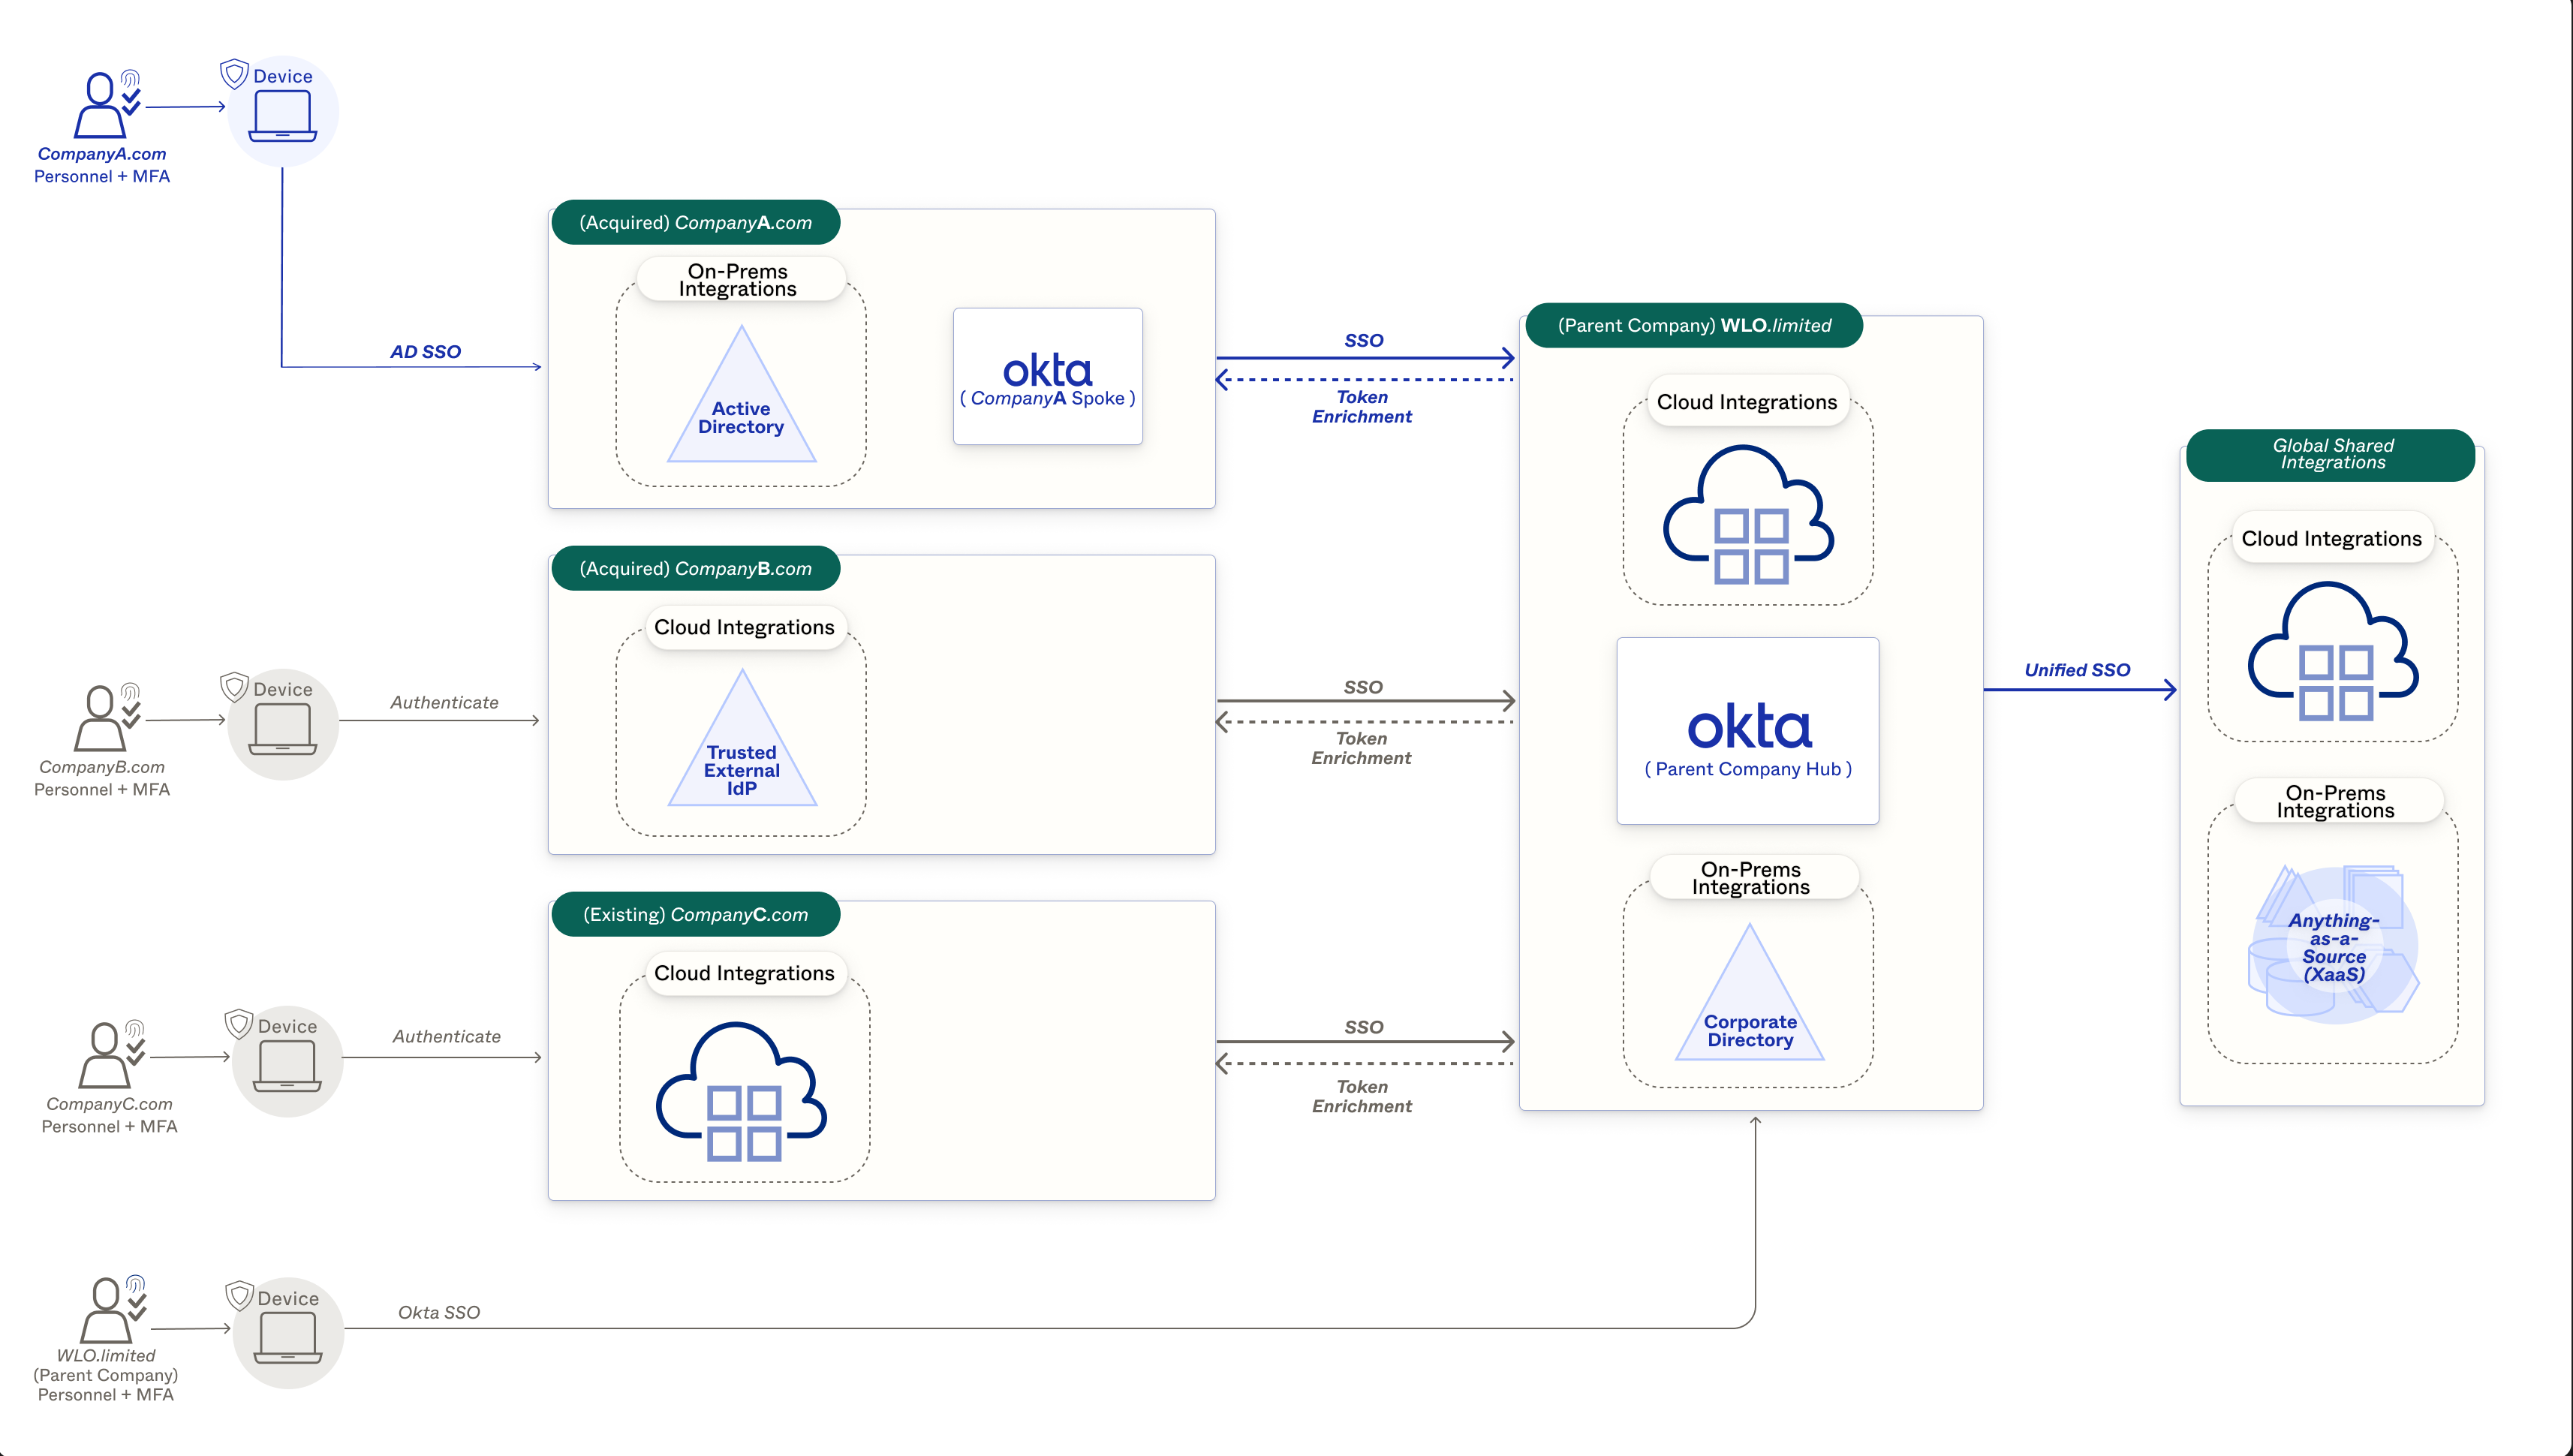 Device
CompanyA.com
Personnel + MFA
AD SSO
(Acquired) CompanyA.com
On-Prems
Integrations
Active
Directory
okta
( CompanyA Spoke )
SSO
Token
Enrichment
(Acquired) CompanyB.com
Cloud Integrations
Trusted
External
IdP
Device
CompanyB.com
Personnel + MFA
Authenticate
SSO
Token
Enrichment
(Existing) CompanyC.com
Cloud Integrations
Device
CompanyC.com
Personnel + MFA
Authenticate
SSO
Token
Enrichment
Device
WLO.limited
(Parent Company)
Personnel + MFA
Okta SSO
(Parent Company) WLO.limited
Cloud Integrations
okta
( Parent Company Hub )
On-Prems
Integrations
Corporate
Directory
Unified SSO
Global Shared
Integrations
Cloud Integrations
On-Prems
Integrations
Anything-
as-a-
Source
(XaaS)